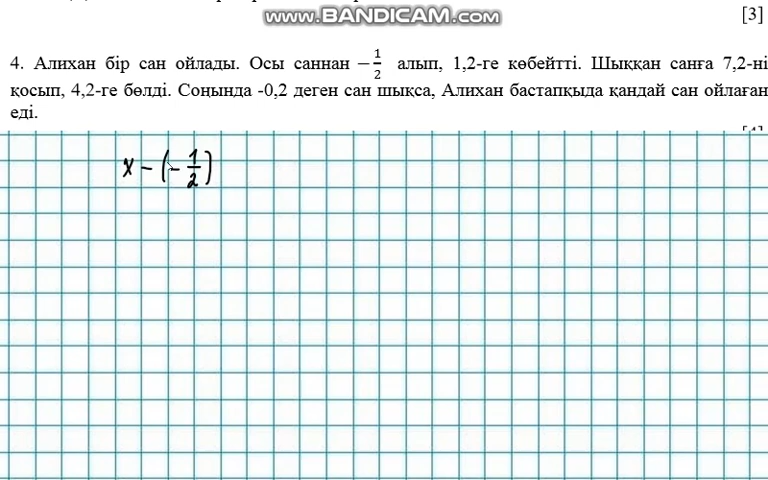 www.BANDICAM.com
[3]
4. Алихан бір сан ойлады. Осы саннан −1/2 алып, 1,2-ге көбейтті. Шыққан санға 7,2-ні
қосып, 4,2-ге бөлді. Соңында -0,2 деген сан шықса, Алихан бастапқыда қандай сан ойлаған
еді.
x − (−1/2)